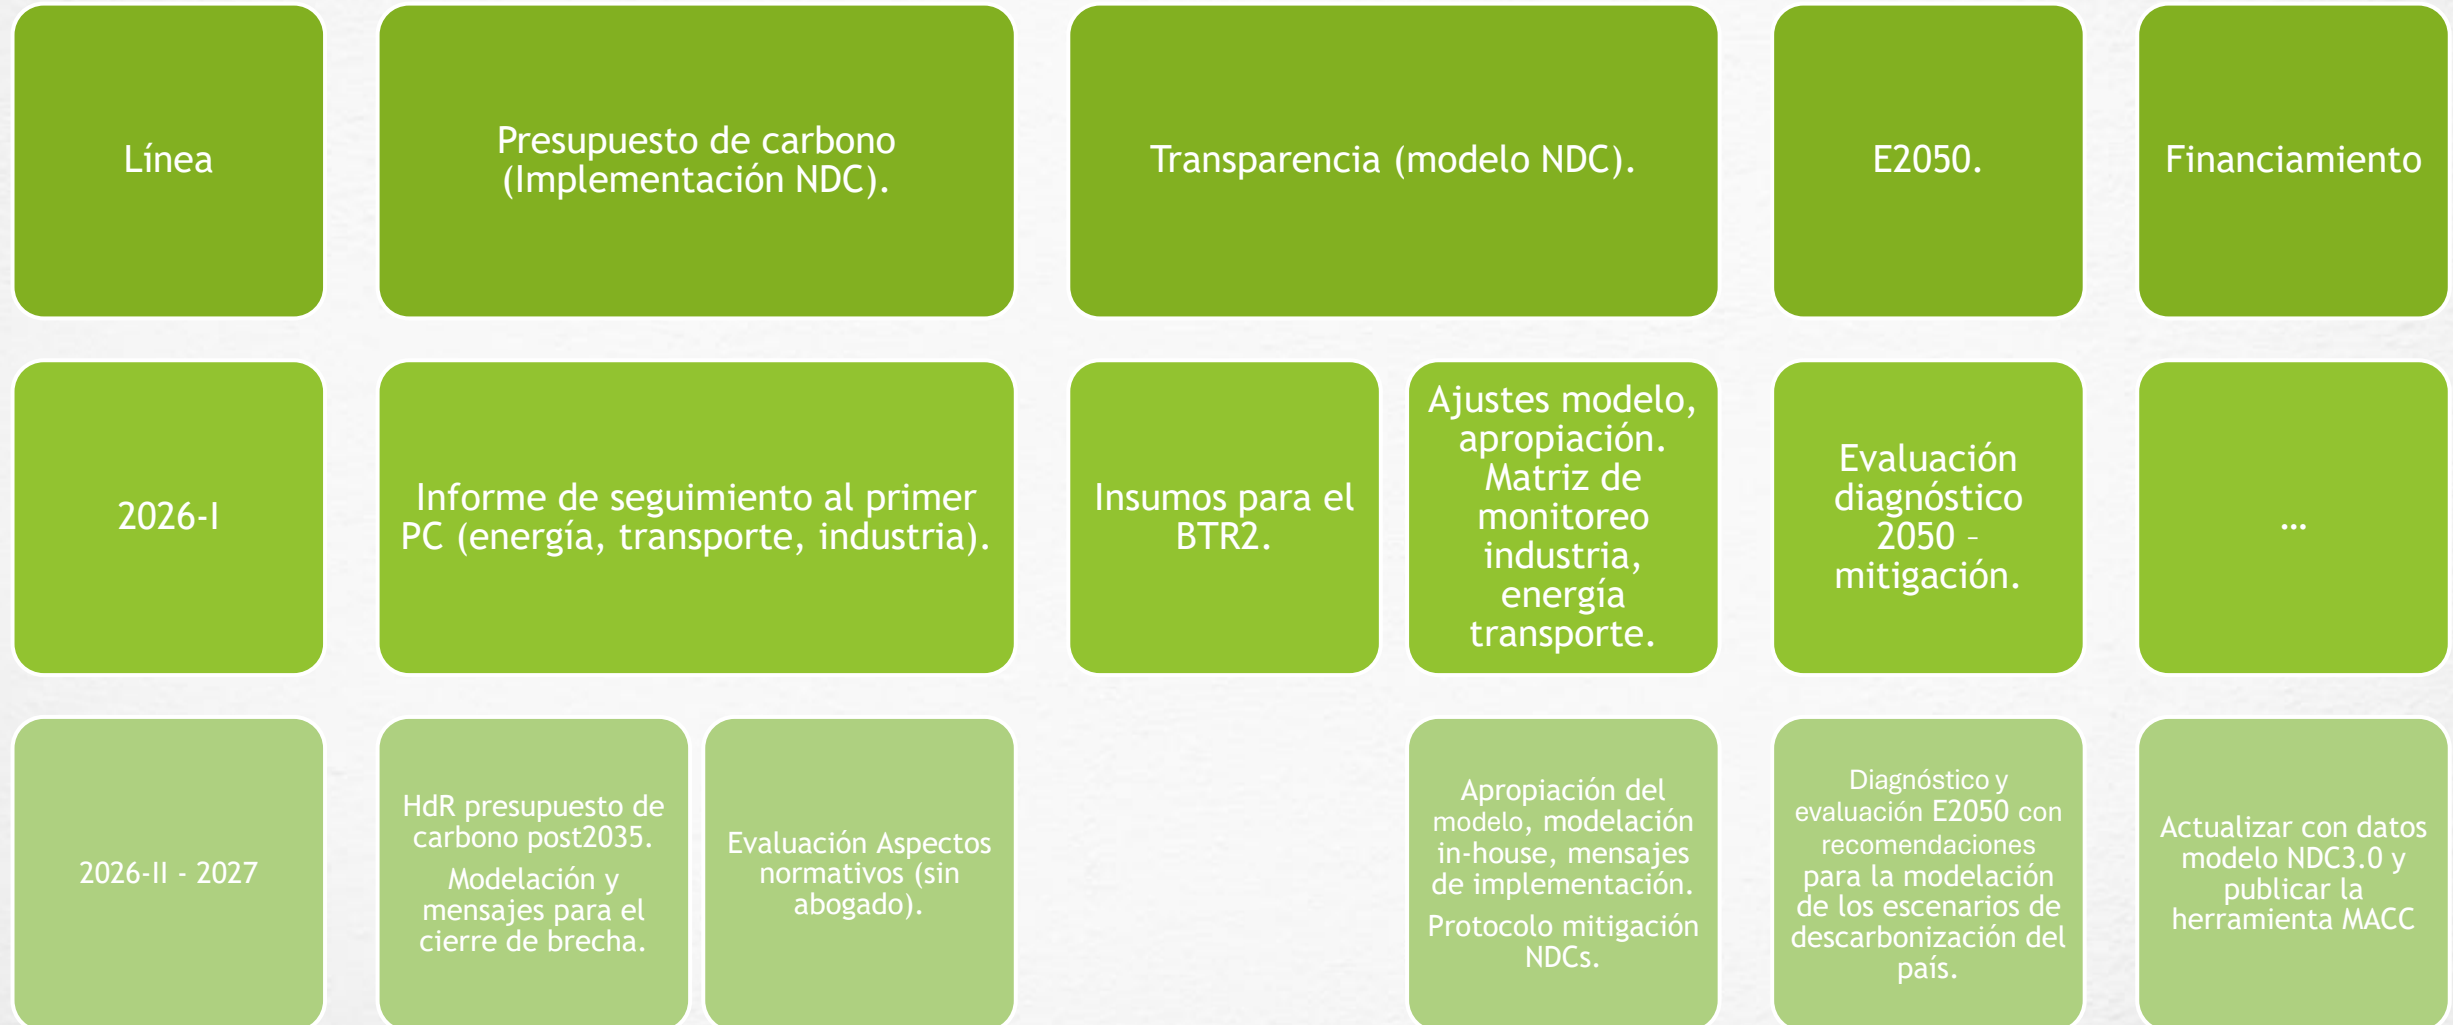 Línea
Presupuesto de carbono
(Implementación NDC).
Transparencia (modelo NDC).
E2050.
Financiamiento
2026-I
Informe de seguimiento al primer
PC (energía, transporte, industria).
Insumos para el
BTR2.
Ajustes modelo,
apropiación.
Matriz de
monitoreo
industria,
energía
transporte.
Evaluación
diagnóstico
2050 –
mitigación.
…
2026-II - 2027
HdR presupuesto de
carbono post2035.
Modelación y
mensajes para el
cierre de brecha.
Evaluación Aspectos
normativos (sin
abogado).
Apropiación del
modelo, modelación
in-house, mensajes
de implementación.
Protocolo mitigación
NDCs.
Diagnóstico y
evaluación E2050 con
recomendaciones
para la modelación
de los escenarios de
descarbonización del
país.
Actualizar con datos
modelo NDC3.0 y
publicar la
herramienta MACC